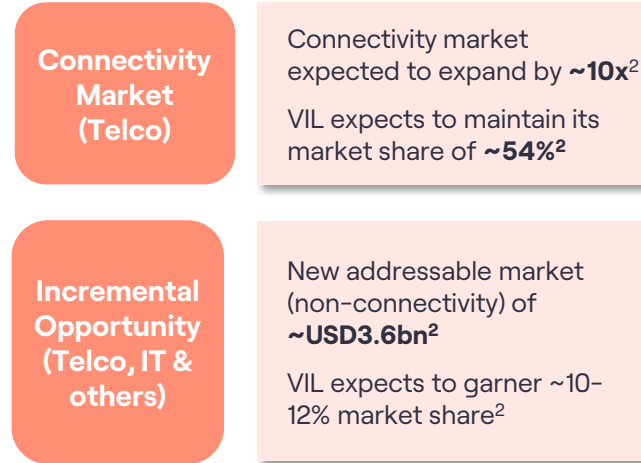 Connectivity
Market
(Telco)
Connectivity market
expected to expand by ~10x²
VIL expects to maintain its
market share of ~54%²
Incremental
Opportunity
(Telco, IT &
others)
New addressable market
(non-connectivity) of
~USD3.6bn²
VIL expects to garner ~10-
12% market share²